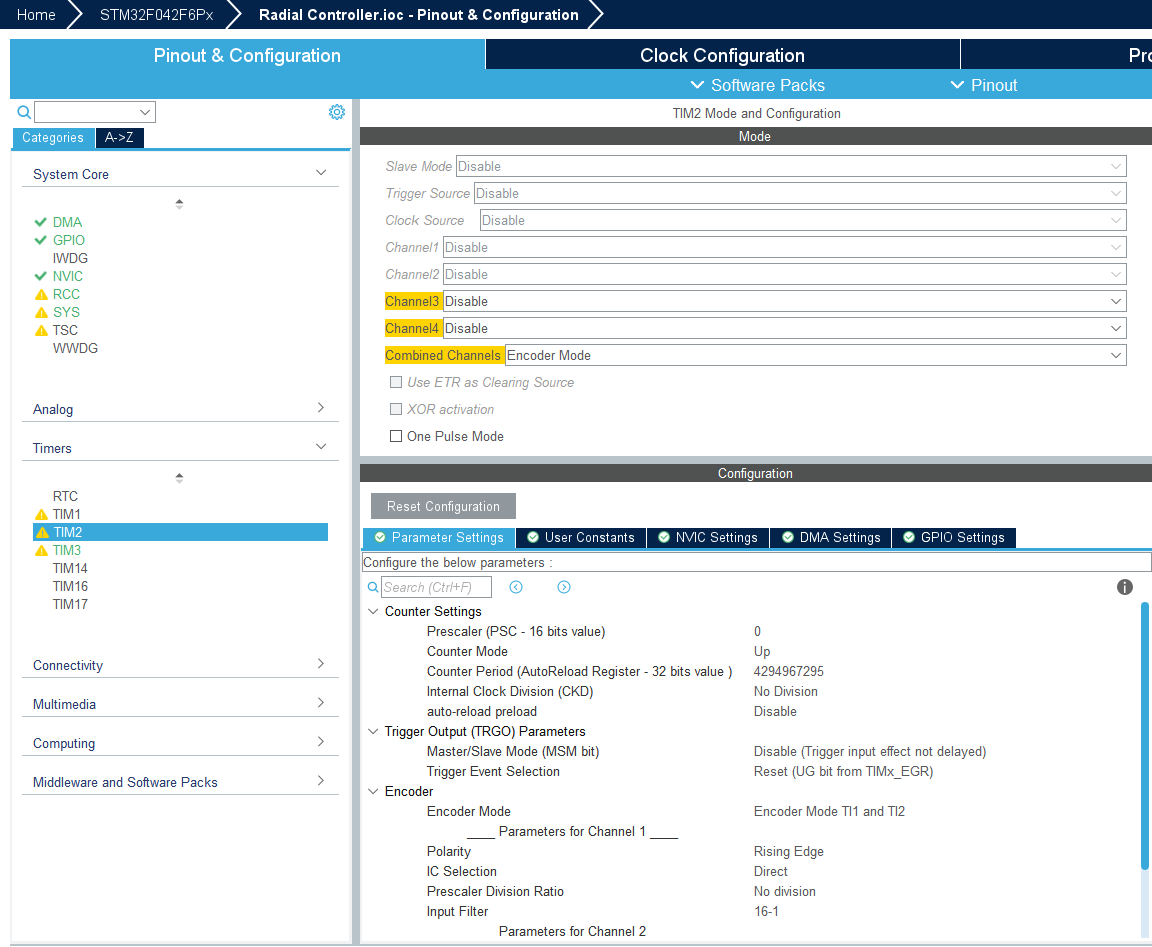 Home
STM32F042F6Px
Radial Controller.ioc - Pinout & Configuration
Pinout & Configuration
Clock Configuration
Software Packs
Pinout
Categories
A->Z
System Core
DMA
GPIO
IWDG
NVIC
RCC
SYS
TSC
WWDG
Analog
Timers
RTC
TIM1
TIM2
TIM3
TIM14
TIM16
TIM17
Connectivity
Multimedia
Computing
Middleware and Software Packs
TIM2 Mode and Configuration
Mode
Slave Mode Disable
Trigger Source Disable
Clock Source Disable
Channel1 Disable
Channel2 Disable
Channel3 Disable
Channel4 Disable
Combined Channels Encoder Mode
Use ETR as Clearing Source
XOR activation
One Pulse Mode
Configuration
Reset Configuration
Parameter Settings
User Constants
NVIC Settings
DMA Settings
GPIO Settings
Configure the below parameters :
Search (Ctrl+F)
Counter Settings
Prescaler (PSC - 16 bits value) 0
Counter Mode Up
Counter Period (AutoReload Register - 32 bits value ) 4294967295
Internal Clock Division (CKD) No Division
auto-reload preload Disable
Trigger Output (TRGO) Parameters
Master/Slave Mode (MSM bit) Disable (Trigger input effect not delayed)
Trigger Event Selection Reset (UG bit from TIMx_EGR)
Encoder
Encoder Mode Encoder Mode TI1 and TI2
____ Parameters for Channel 1 ____
Polarity Rising Edge
IC Selection Direct
Prescaler Division Ratio No division
Input Filter 16-1
Parameters for Channel 2